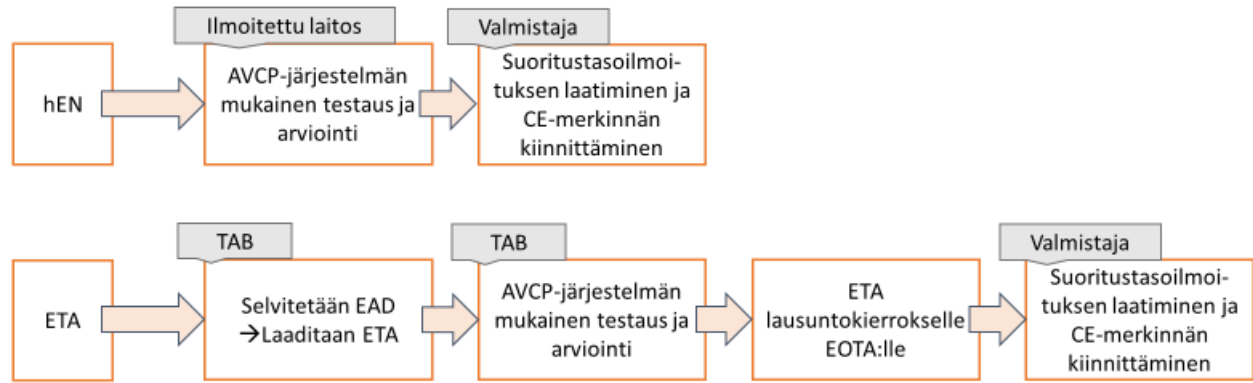 Ilmoitettu laitos
Valmistaja
hEN
AVCP-järjestelmän
mukainen testaus ja
arviointi
Suoritustasoilmoi-
tuksen laatiminen ja
CE-merkinnän
kiinnittäminen
TAB
TAB
Valmistaja
ETA
Selvitetään EAD
→Laaditaan ETA
AVCP-järjestelmän
mukainen testaus ja
arviointi
ETA
lausuntokierrokselle
EOTA:lle
Suoritustasoilmoi-
tuksen laatiminen ja
CE-merkinnän
kiinnittäminen